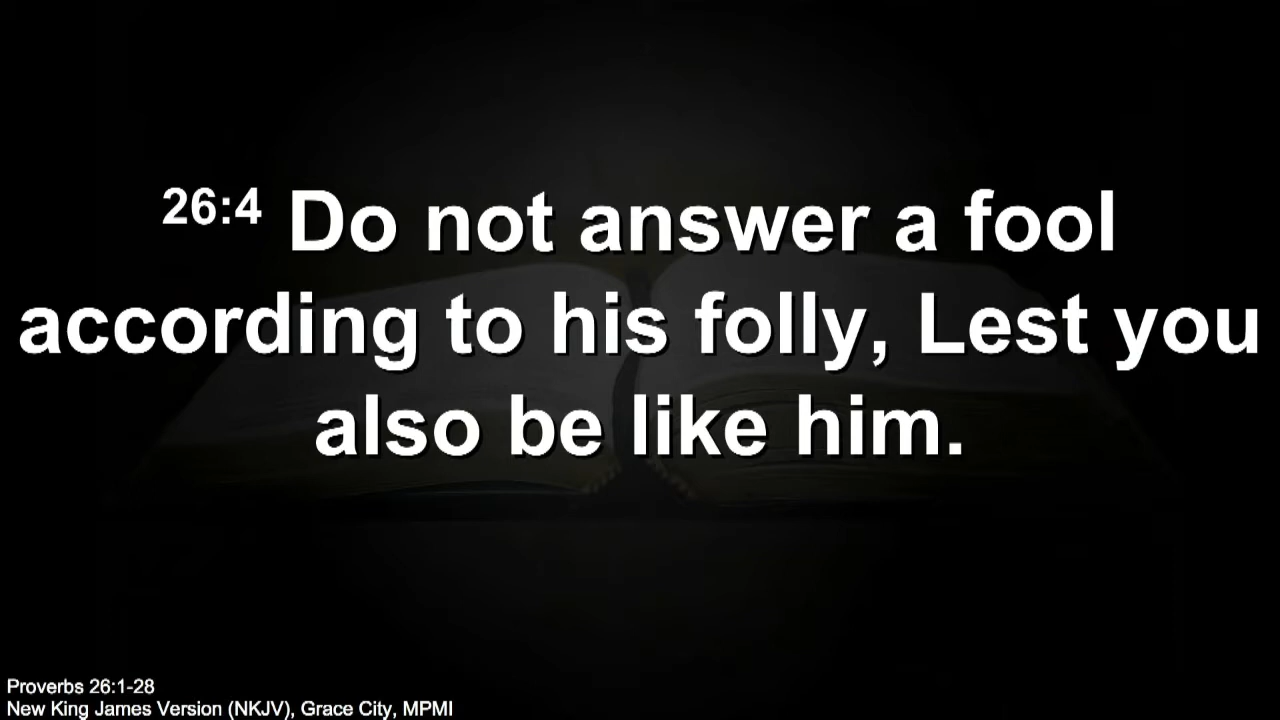 26:4 Do not answer a fool
according to his folly, Lest you
also be like him.
Proverbs 26:1-28
New King James Version (NKJV), Grace City, MPMI